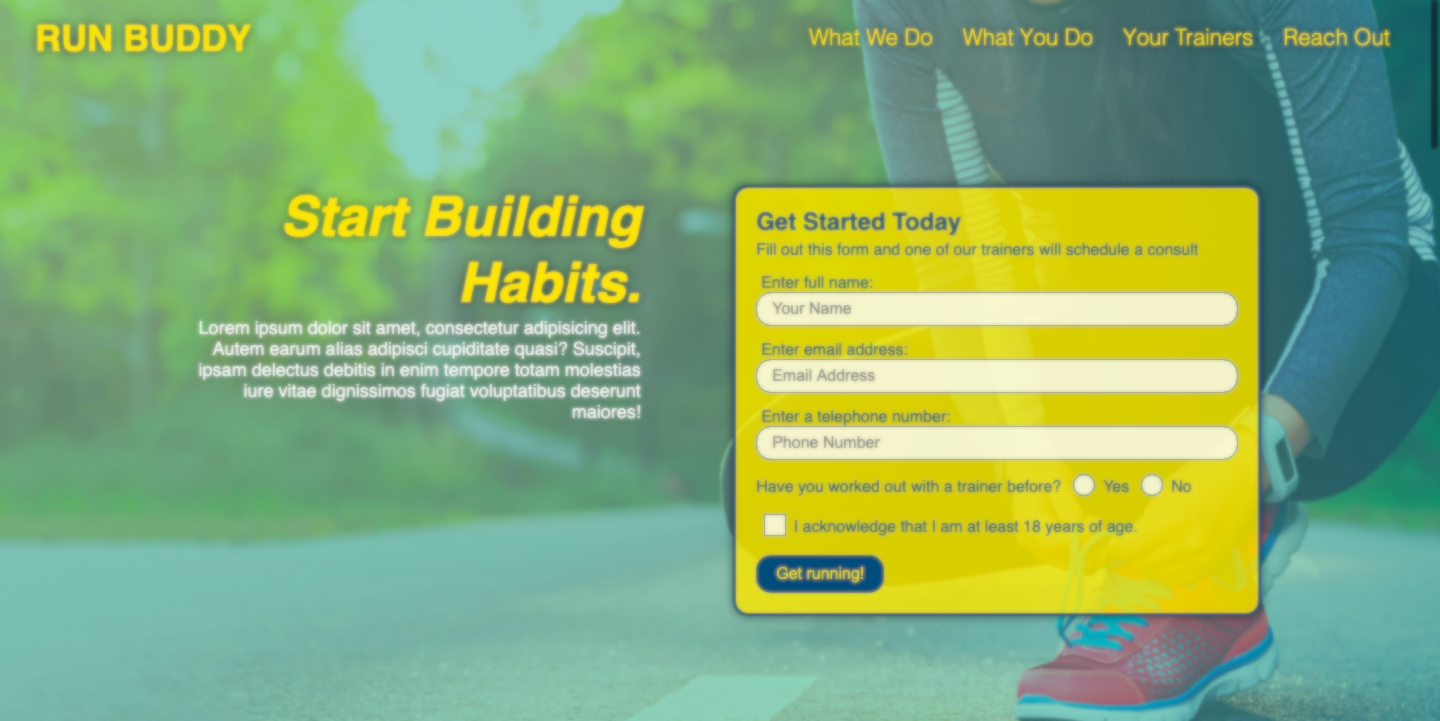 RUN BUDDY
What We Do What You Do Your Trainers Reach Out
Start Building
Habits.
Lorem ipsum dolor sit amet, consectetur adipisicing elit.
Autem earum alias adipisci cupiditate quasi? Suscipit,
ipsam delectus debitis in enim tempore totam molestias
iure vitae dignissimos fugiat voluptatibus deserunt
maiores!
Get Started Today
Fill out this form and one of our trainers will schedule a consult
Enter full name:
Your Name
Enter email address:
Email Address
Enter a telephone number:
Phone Number
Have you worked out with a trainer before? Yes No
I acknowledge that I am at least 18 years of age.
Get running!